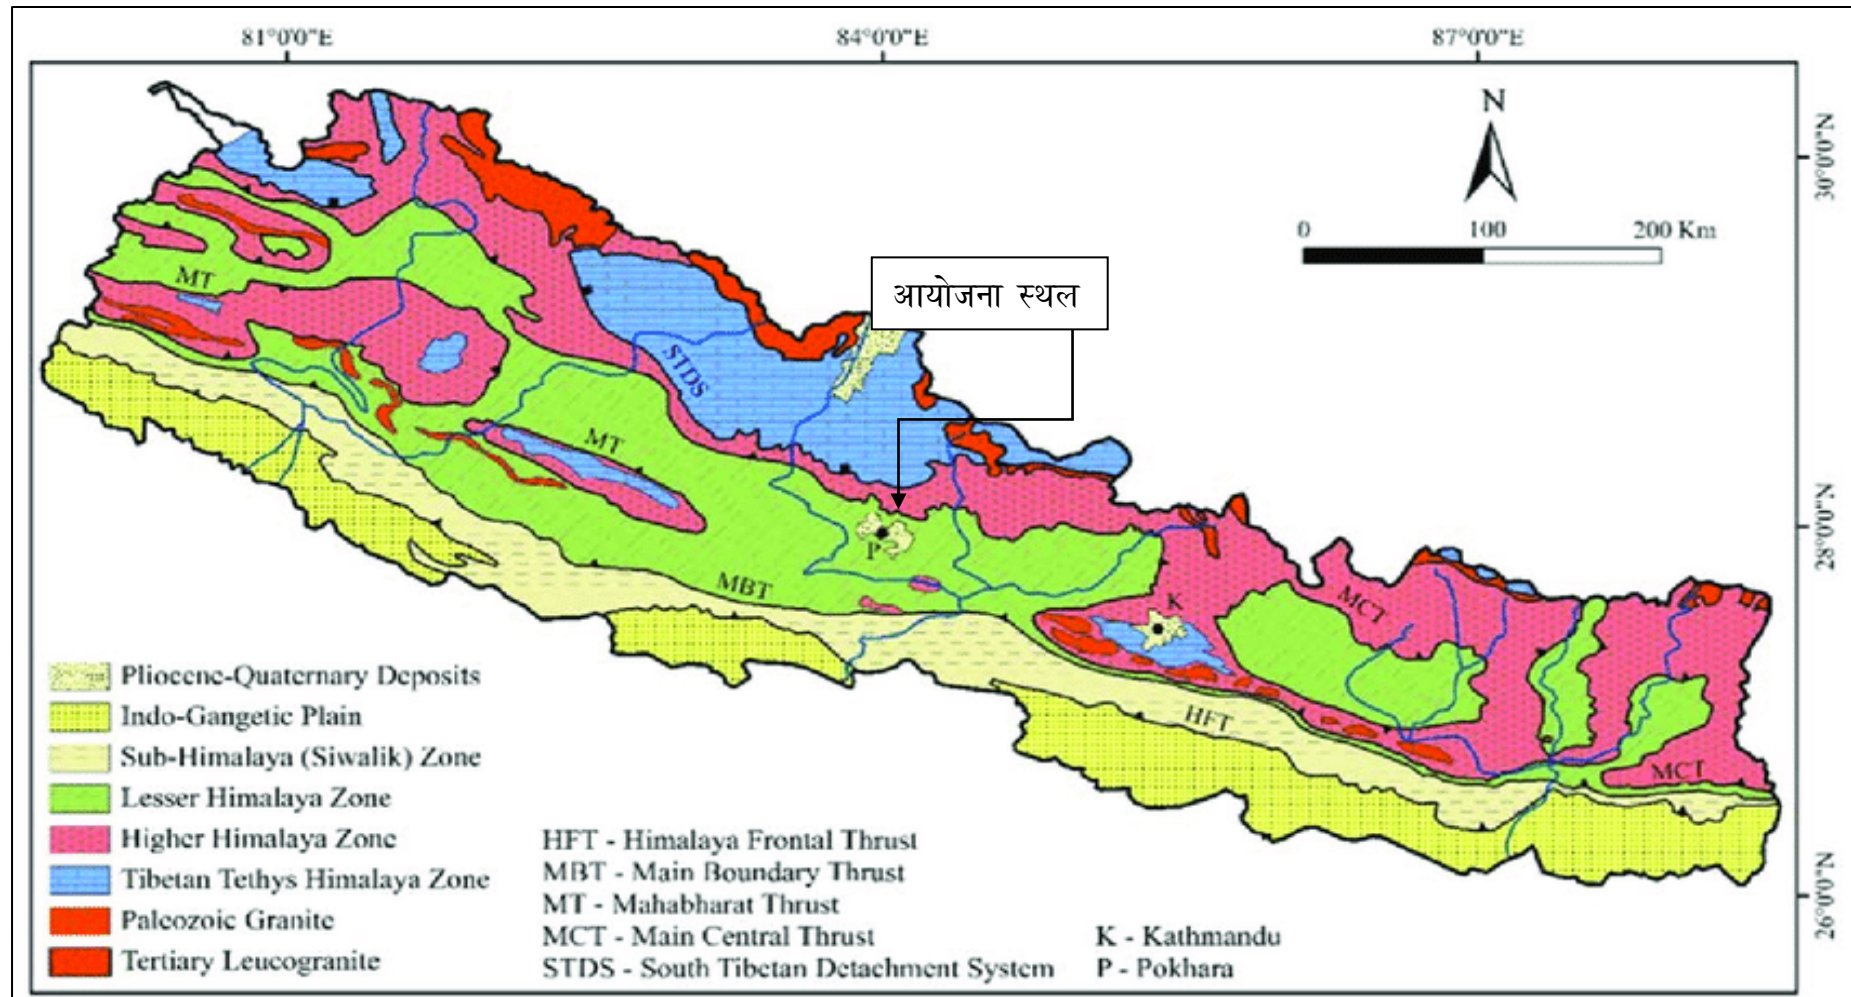 81°0'0"E 84°0'0"E 87°0'0"E
N
30°0'0"N
0 100 200 Km
MT
आयोजना स्थल
STDS
MT
28°0'0"N
P
MBT
K
MCT
HFT
MCT
Pliocene-Quaternary Deposits
Indo-Gangetic Plain
Sub-Himalaya (Siwalik) Zone
Lesser Himalaya Zone
Higher Himalaya Zone
Tibetan Tethys Himalaya Zone
Paleozoic Granite
Tertiary Leucogranite
HFT - Himalaya Frontal Thrust
MBT - Main Boundary Thrust
MT - Mahabharat Thrust
MCT - Main Central Thrust
STDS - South Tibetan Detachment System
K - Kathmandu
P - Pokhara
26°0'0"N